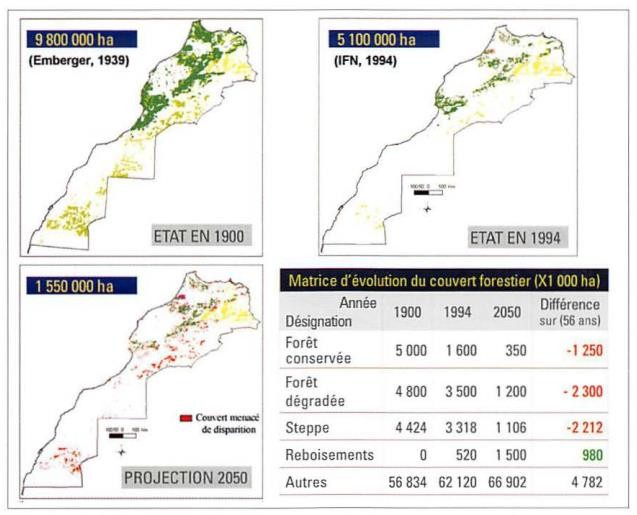 9 800 000 ha
(Emberger, 1939)
ETAT EN 1900
5 100 000 ha
(IFN, 1994)
ETAT EN 1994
1 550 000 ha
Couvert menacé
de disparition
PROJECTION 2050
Matrice d'évolution du couvert forestier (X1 000 ha)
Année
Désignation
1900 1994 2050 Différence
sur (56 ans)
Forêt
conservée 5 000 1 600 350 -1 250
Forêt
dégradée 4 800 3 500 1 200 - 2 300
Steppe 4 424 3 318 1 106 -2 212
Reboisements 0 520 1 500 980
Autres 56 834 62 120 66 902 4 782